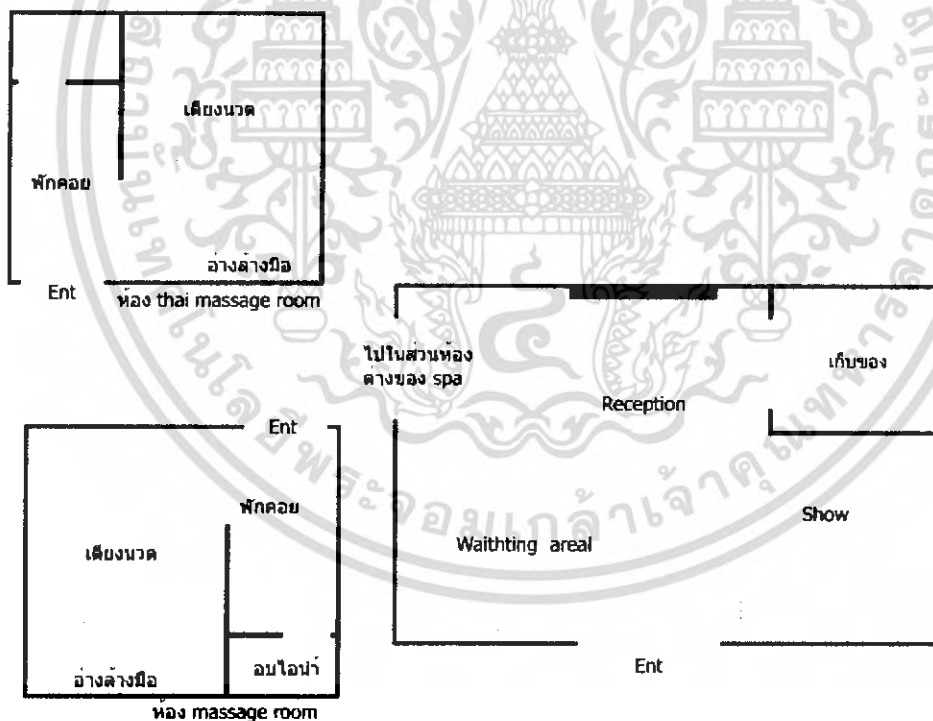 เตียงนวด
พักคอย
อ่างล้างมือ
Ent
ห้อง thai massage room
ไปในส่วนห้อง
ต่างของ spa
เก็บของ
Reception
Ent
พักคอย
Show
Waithting areal
เตียงนวด
อบไอน้ำ
อ่างล้างมือ
Ent
ห้อง massage room